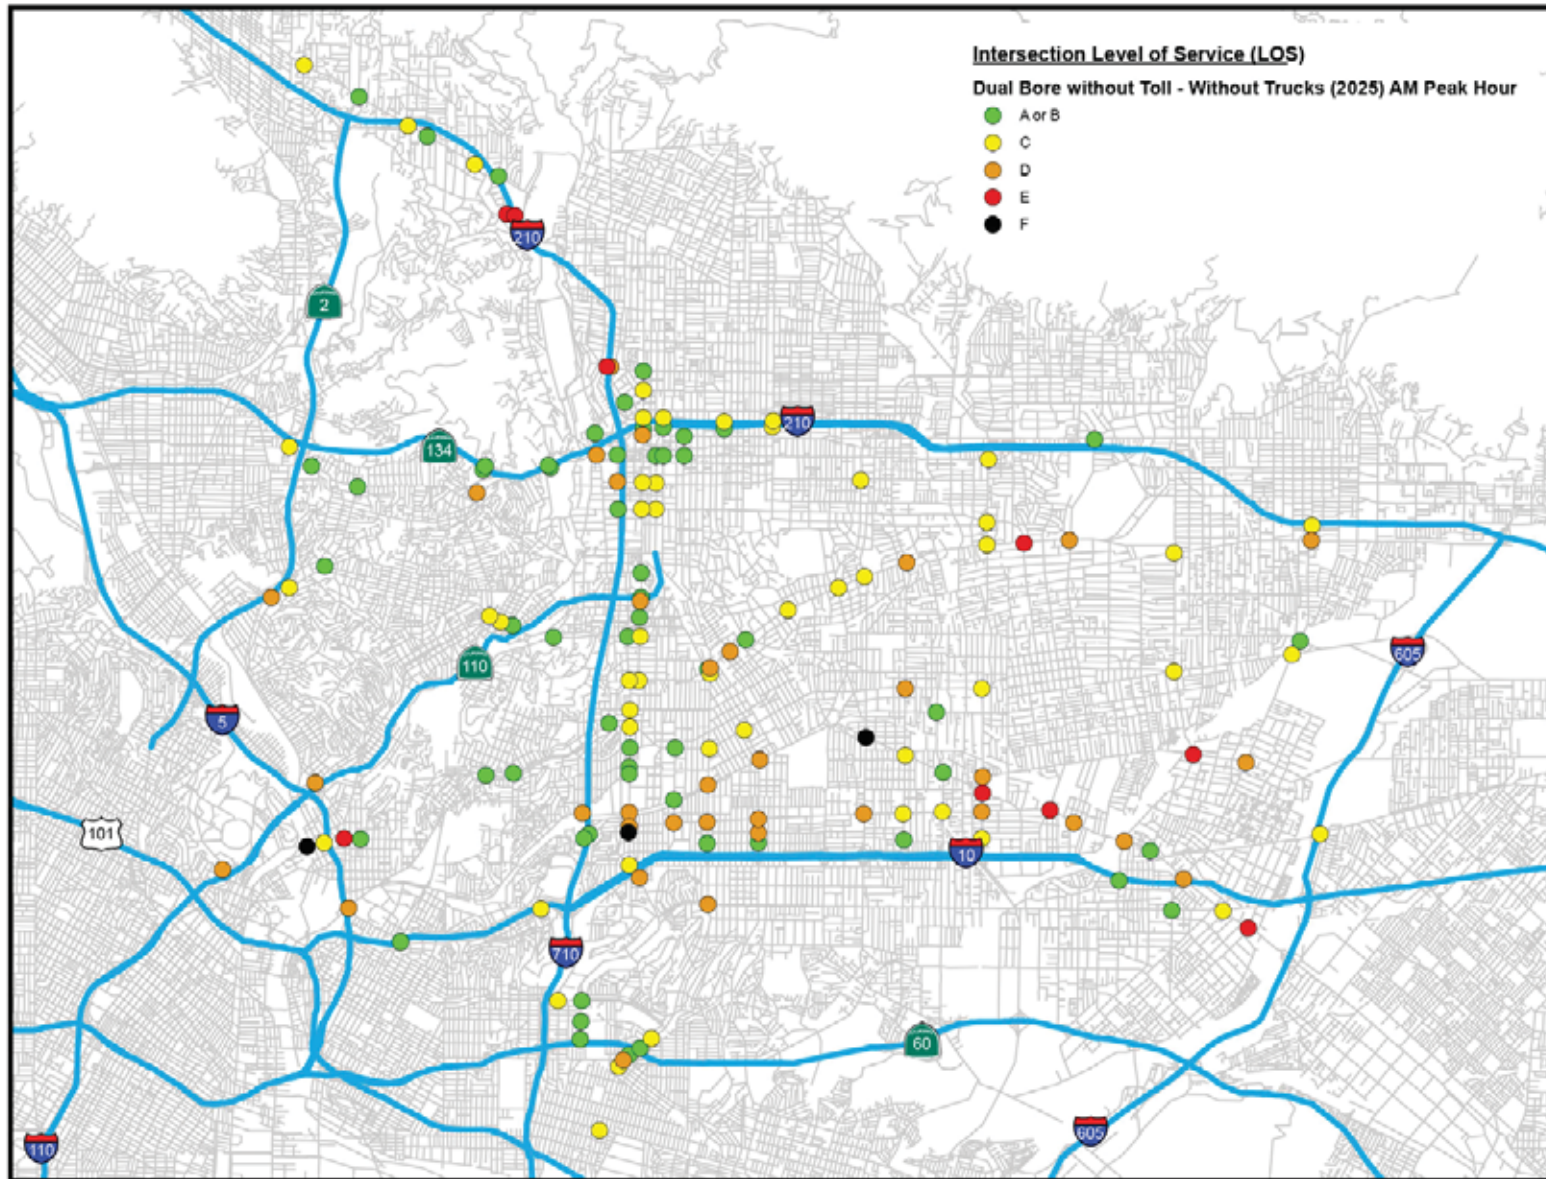 Intersection Level of Service (LOS)
Dual Bore without Toll - Without Trucks (2025) AM Peak Hour
A or B
C
D
E
F
210
2
134
210
110
605
5
101
10
710
60
605
110